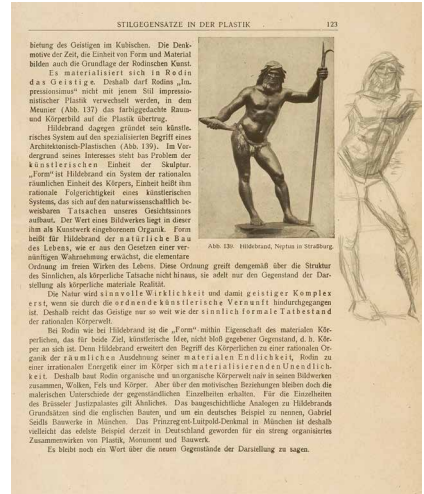 STILGEGENSÄTZE IN DER PLASTIK 123
bietung des Geistigen im Kubischen. Die Denk-
motive der Zeit, die Einheit von Form und Material
bilden auch die Grundlage der Rodinschen Kunst.
Es materialisiert sich in Rodin
das Geistige. Deshalb darf Rodins „Im-
pressionismus" nicht mit jenem Stil impressio-
nistischer Plastik verwechselt werden, in dem
Meunier (Abb. 137) das farbiggedachte Raum-
und Körperbild auf die Plastik übertrug.
Hildebrand dagegen gründet sein künstle-
risches System auf den spezialisierten Begriff eines
Architektonisch-Plastischen (Abb. 139). Im Vor-
dergrund seines Interesses steht das Problem der
künstlerischen Einheit der Skulptur.
„Form" ist Hildebrand ein System der rationalen
räumlichen Einheit des Körpers, Einheit heißt ihm
rationale Folgerichtigkeit eines künstlerischen
Systems, das sich auf den naturwissenschaftlich be-
weisbaren Tatsachen unseres Gesichtssinnes
aufbaut. Der Wert eines Bildwerkes liegt in dieser
ihm als Kunstwerk eingeborenen Organik. Form
heißt für Hildebrand der natürliche Bau
des Lebens, wie er aus den Gesetzen einer ver-
nünftigen Wahrnehmung erwächst, die elementare
Abb. 139. Hildebrand, Neptun in Straßburg.
Ordnung im freien Wirken des Lebens. Diese Ordnung greift demgemäß über die Struktur
des Sinnlichen, als körperliche Tatsache nicht hinaus, sie adelt nur den Gegenstand der Dar-
stellung als körperliche materiale Realität.
Die Natur wird sinnvolle Wirklichkeit und damit geistiger Komplex
erst, wenn sie durch die ordnende künstlerische Vernunft hindurchgegangen
ist. Deshalb reicht das Geistige nur so weit wie der sinnlich formale Tatbestand
der rationalen Körperwelt.
Bei Rodin wie bei Hildebrand ist die „Form" mithin Eigenschaft des materialen Kör-
perlichen, das für beide Ziel, künstlerische Idee, nicht bloß gegebener Gegenstand, d. h. Kör-
per an sich ist. Denn Hildebrand erweitert den Begriff des Körperlichen zu einer rationalen Or-
ganik der räumlichen Ausdehnung seiner materialen Endlichkeit, Rodin zu
einer irrationalen Energetik einer im Körper sich materialisierenden Unendlich-
keit. Deshalb baut Rodin organische und unorganische Körperwelt naiv in seinen Bildwerken
zusammen, Wolken, Fels und Körper. Aber über den motivischen Beziehungen bleiben doch die
malerischen Unterschiede der gegenständlichen Einzelheiten erhalten. Für die Einzelheiten
des Brüsseler Justizpalastes gilt Ähnliches. Das baugeschichtliche Analogon zu Hildebrands
Grundsätzen sind die englischen Bauten, und um ein deutsches Beispiel zu nennen, Gabriel
Seidls Bauwerke in München. Das Prinzregent-Luitpold-Denkmal in München ist deshalb
vielleicht das edelste Beispiel derzeit in Deutschland geworden für ein streng organisiertes
Zusammenwirken von Plastik, Monument und Bauwerk.
Es bleibt noch ein Wort über die neuen Gegenstände der Darstellung zu sagen.